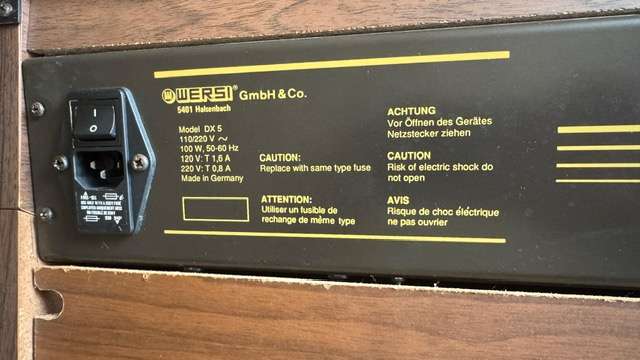 WERSI® GmbH & Co.
5401 Halsenbach
Model DX 5
110/220 V ~
100 W, 50-60 Hz
120 V: T 1,6 A
220 V: T 0,8 A
Made in Germany
CAUTION:
Replace with same type fuse
ATTENTION:
Utiliser un fusible de
rechange de même type
ACHTUNG
Vor Öffnen des Gerätes
Netzstecker ziehen
CAUTION
Risk of electric shock do
not open
AVIS
Risque de choc éléctrique
ne pas ouvrier
I
O